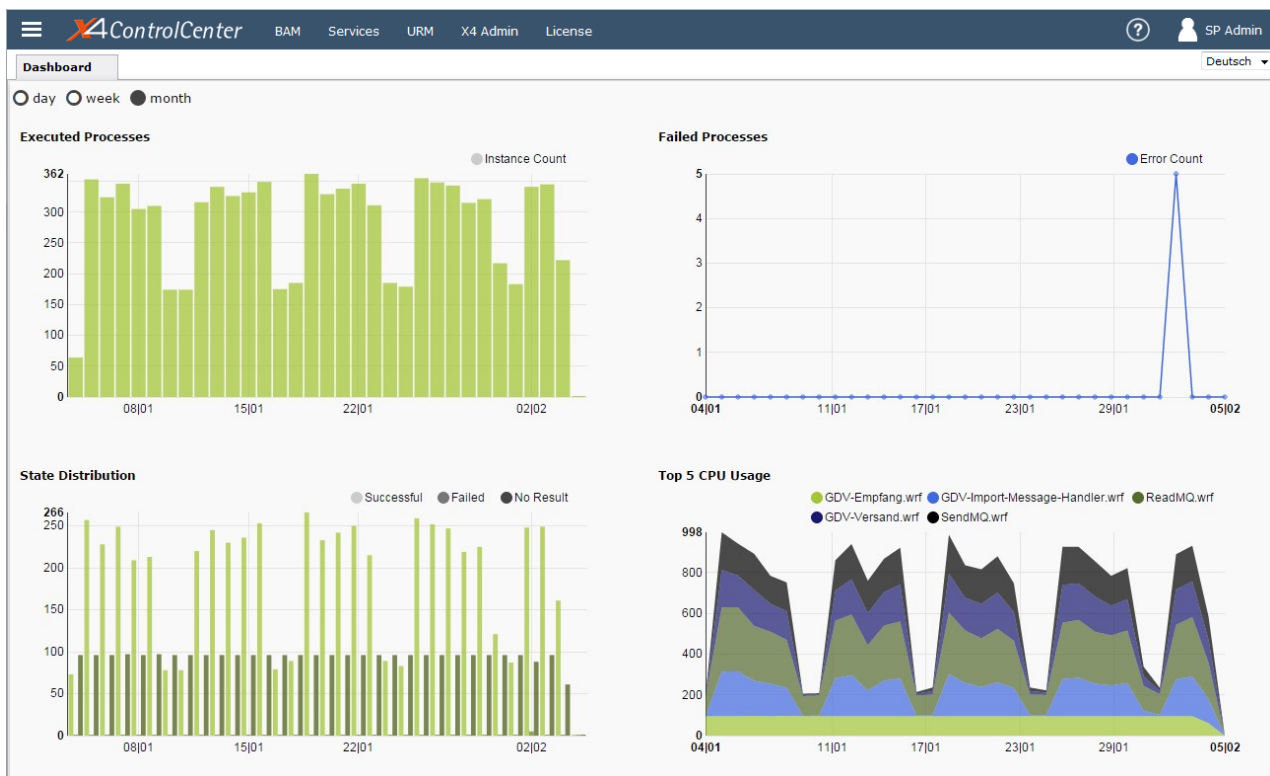 X4 ControlCenter BAM Services URM X4 Admin License ? SP Admin
Dashboard Deutsch
day week month
Executed Processes
Instance Count
362
300
250
200
150
100
50
0
08|01 15|01 22|01 02|02
Failed Processes
Error Count
5
4
3
2
1
0
04|01 11|01 17|01 23|01 29|01 05|02
State Distribution
Successful Failed No Result
266
250
200
150
100
50
0
08|01 15|01 22|01 02|02
Top 5 CPU Usage
GDV-Empfang.wrf GDV-Import-Message-Handler.wrf ReadMQ.wrf
GDV-Versand.wrf SendMQ.wrf
998
800
600
400
200
0
04|01 11|01 17|01 23|01 29|01 05|02